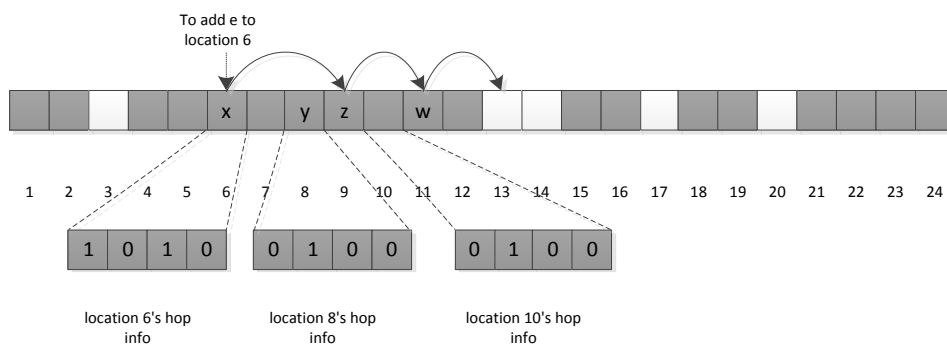 To add e to
location 6
x y z w
1 2 3 4 5 6 7 8 9 10 11 12 13 14 15 16 17 18 19 20 21 22 23 24
1 0 1 0 0 1 0 0 0 1 0 0
location 6's hop location 8's hop location 10's hop
info info info